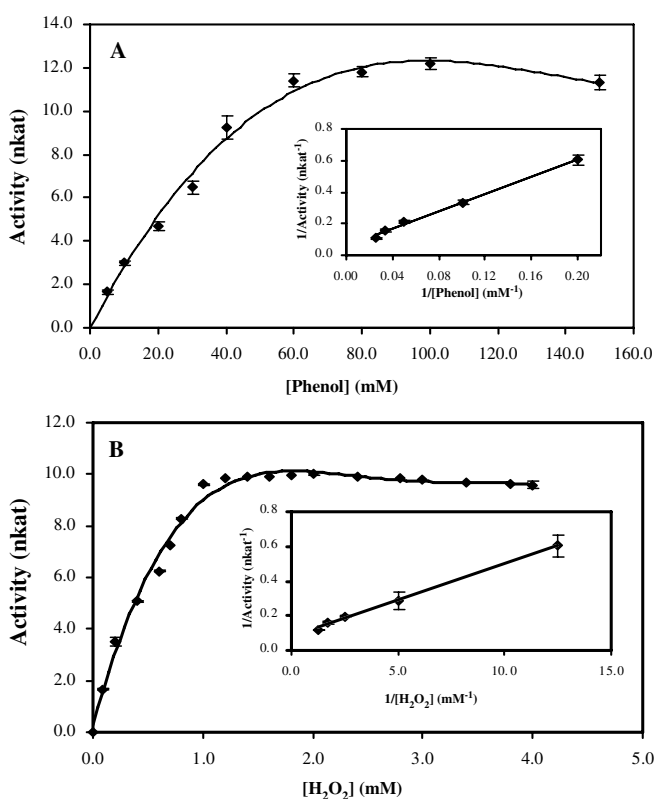 14.0
A
12.0
10.0
8.0
6.0
4.0
2.0
0.0
Activity (nkat)
0.8
0.6
0.4
0.2
0.0
1/Activity (nkat-1)
0.00 0.04 0.08 0.12 0.16 0.20
1/[Phenol] (mM-1)
0.0 20.0 40.0 60.0 80.0 100.0 120.0 140.0 160.0
[Phenol] (mM)
12.0
B
10.0
8.0
6.0
4.0
2.0
0.0
Activity (nkat)
0.8
0.6
0.4
0.2
0.0
1/Activity (nkat-1)
0.0 5.0 10.0 15.0
1/[H2O2] (mM-1)
0.0 1.0 2.0 3.0 4.0 5.0
[H2O2] (mM)